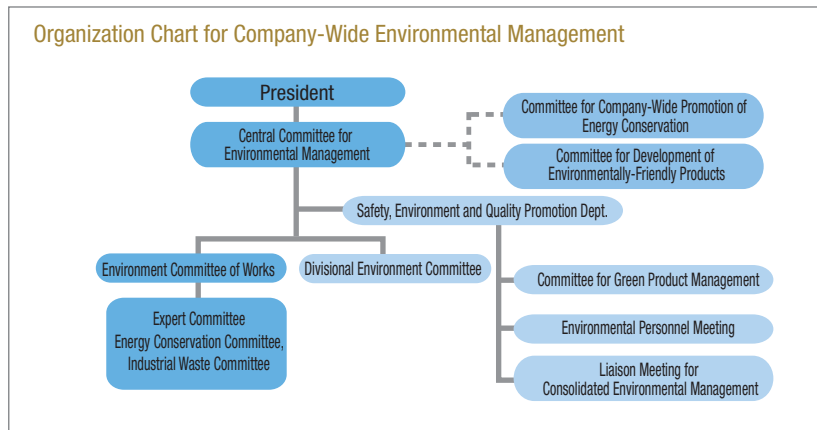 Organization Chart for Company-Wide Environmental Management
President
Central Committee for
Environmental Management
Committee for Company-Wide Promotion of
Energy Conservation
Committee for Development of
Environmentally-Friendly Products
Safety, Environment and Quality Promotion Dept.
Environment Committee of Works
Divisional Environment Committee
Expert Committee
Energy Conservation Committee,
Industrial Waste Committee
Committee for Green Product Management
Environmental Personnel Meeting
Liaison Meeting for
Consolidated Environmental Management